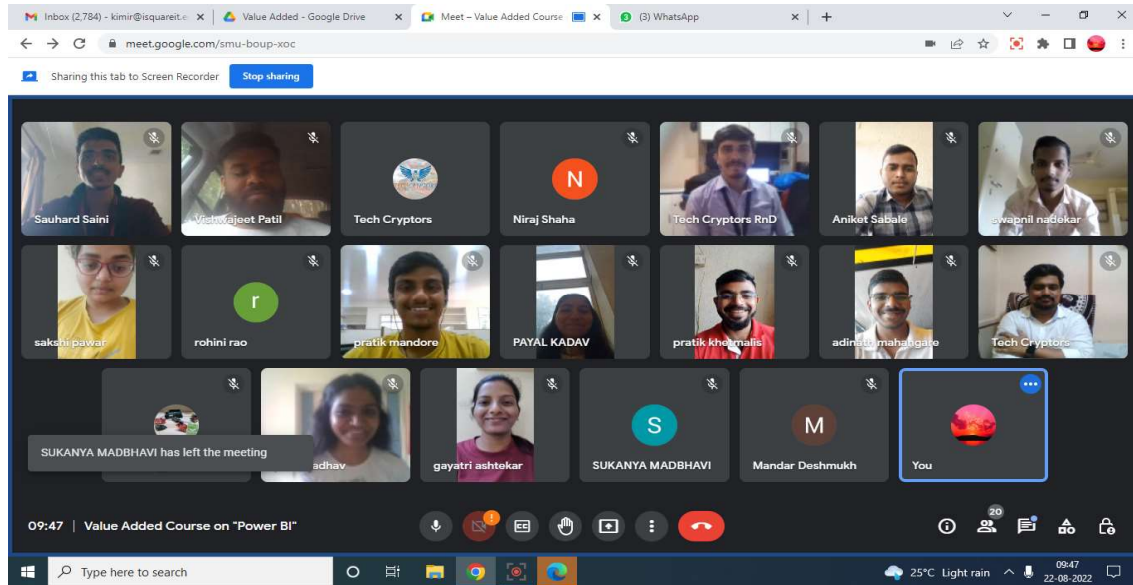 Inbox (2,784) - kimir@isquareit.e
Value Added - Google Drive
Meet – Value Added Course
(3) WhatsApp
meet.google.com/smu-boup-xoc
Sharing this tab to Screen Recorder
Stop sharing
Sauhard Saini
Vishwajeet Patil
Tech Cryptors
N
Niraj Shaha
Tech Cryptors RnD
Aniket Sabale
swapnil nadekar
sakshi pawar
r
rohini rao
pratik mandore
PAYAL KADAV
pratik khetmalis
adinath mahangare
Tech Cryptors
SUKANYA MADBHAVI has left the meeting
adhav
gayatri ashtekar
S
SUKANYA MADBHAVI
M
Mandar Deshmukh
You
09:47 | Value Added Course on "Power BI"
20
Type here to search
25°C Light rain
09:47
22-08-2022